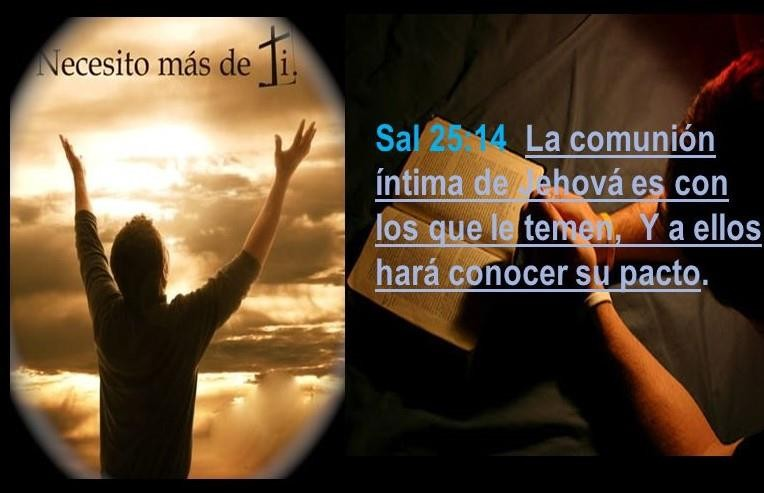 Necesito más de Ti.
Sal 25:14  La comunión
íntima de Jehová es con
los que le temen,  Y a ellos
hará conocer su pacto.